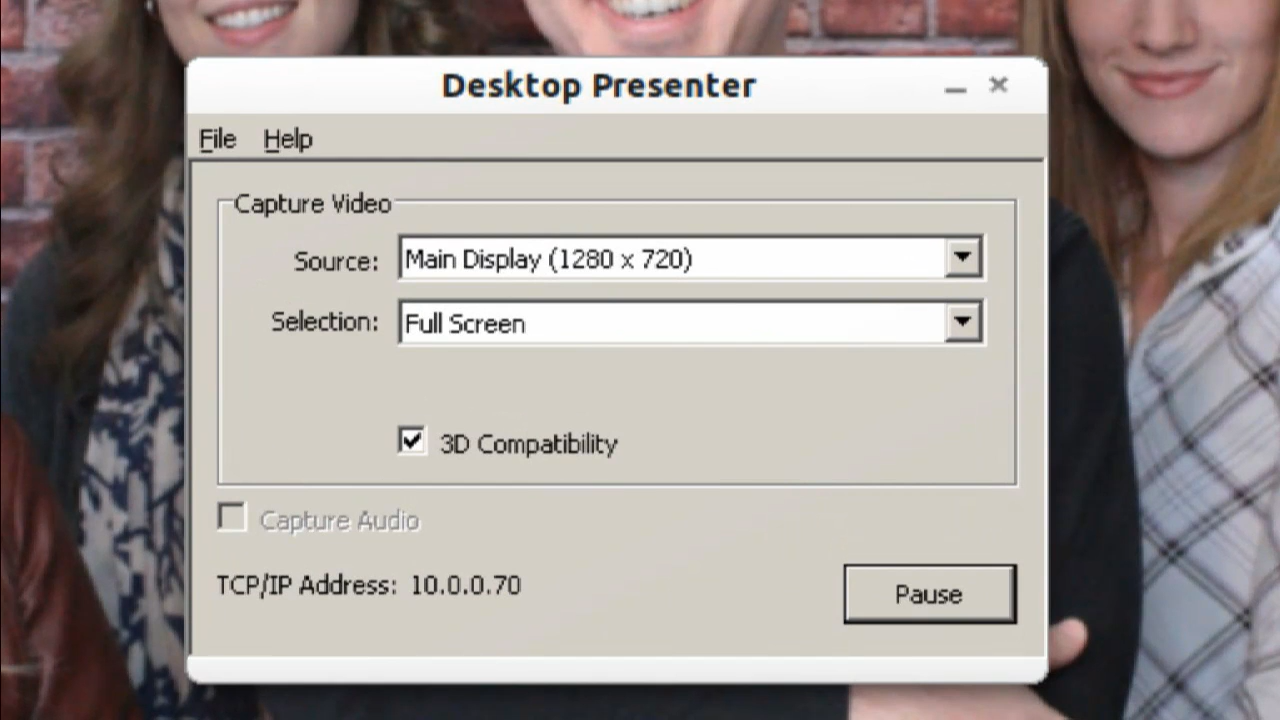 Desktop Presenter
File Help
Capture Video
Source: Main Display (1280 x 720)
Selection: Full Screen
3D Compatibility
Capture Audio
TCP/IP Address: 10.0.0.70
Pause